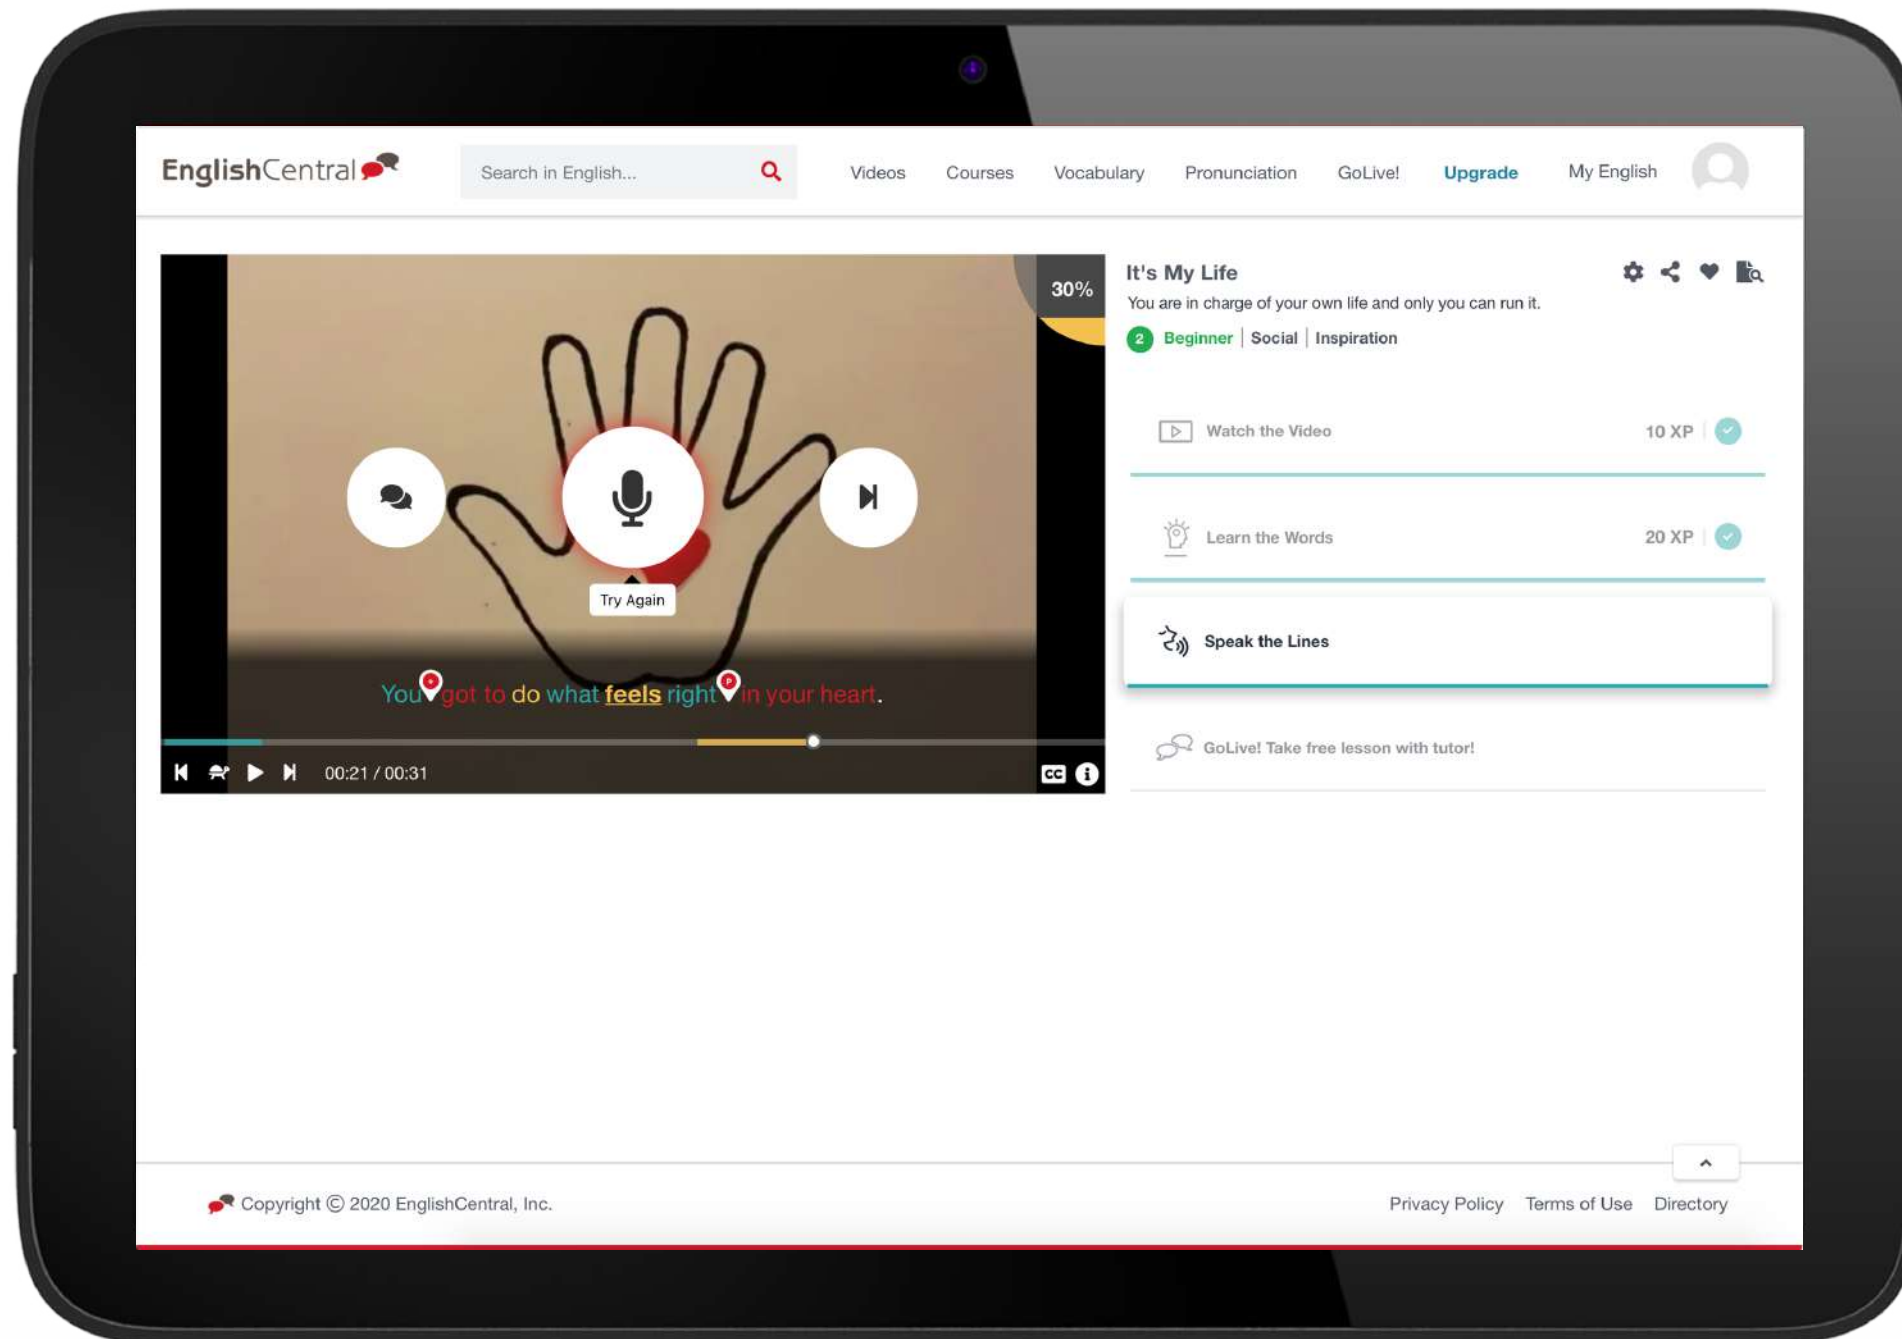 EnglishCentral
Search in English...
Videos Courses Vocabulary Pronunciation GoLive! Upgrade My English
30%
Try Again
You got to do what feels right P in your heart.
00:21 / 00:31
CC i
It's My Life
You are in charge of your own life and only you can run it.
2 Beginner | Social | Inspiration
Watch the Video 10 XP
Learn the Words 20 XP
Speak the Lines
GoLive! Take free lesson with tutor!
Copyright © 2020 EnglishCentral, Inc.
Privacy Policy Terms of Use Directory